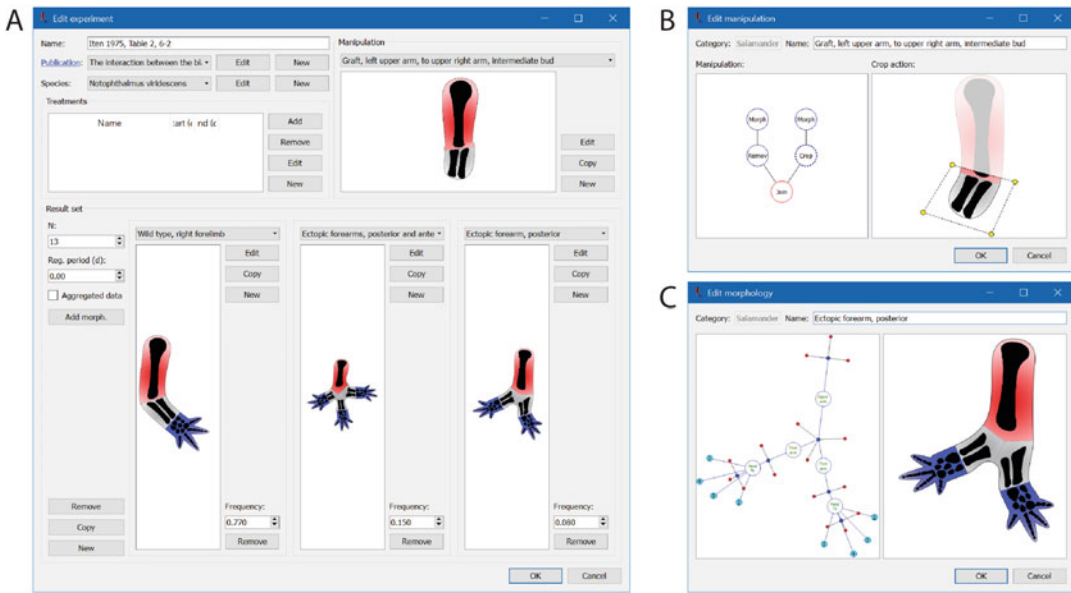 A
Edit experiment
Name: Iten 1975, Table 2, 6-2
Publication: The interaction between the bl. Edit New
Species: Notophthalmus viridescens Edit New
Treatments
Name
Add
Remove
Edit
New
Manipulation
Graft, left upper arm, to upper right arm, intermediate bud
Edit
Copy
New
Result set
N:
13
Reg. period (d):
0.00
Aggregated data
Add morph.
Remove
Copy
New
Wild type, right forelimb
Edit
Copy
New
Frequency:
0.770
Remove
Ectopic forearms, posterior and ante
Edit
Copy
New
Frequency:
0.150
Remove
Ectopic forearm, posterior
Edit
Copy
New
Frequency:
0.080
Remove
OK Cancel
B
Edit manipulation
Category: Salamander Name: Graft, left upper arm, to upper right arm, intermediate bud
Manipulation:
Morph Morph
Remov Crop
Join
Crop action:
OK Cancel
C
Edit morphology
Category: Salamander Name: Ectopic forearm, posterior
OK Cancel